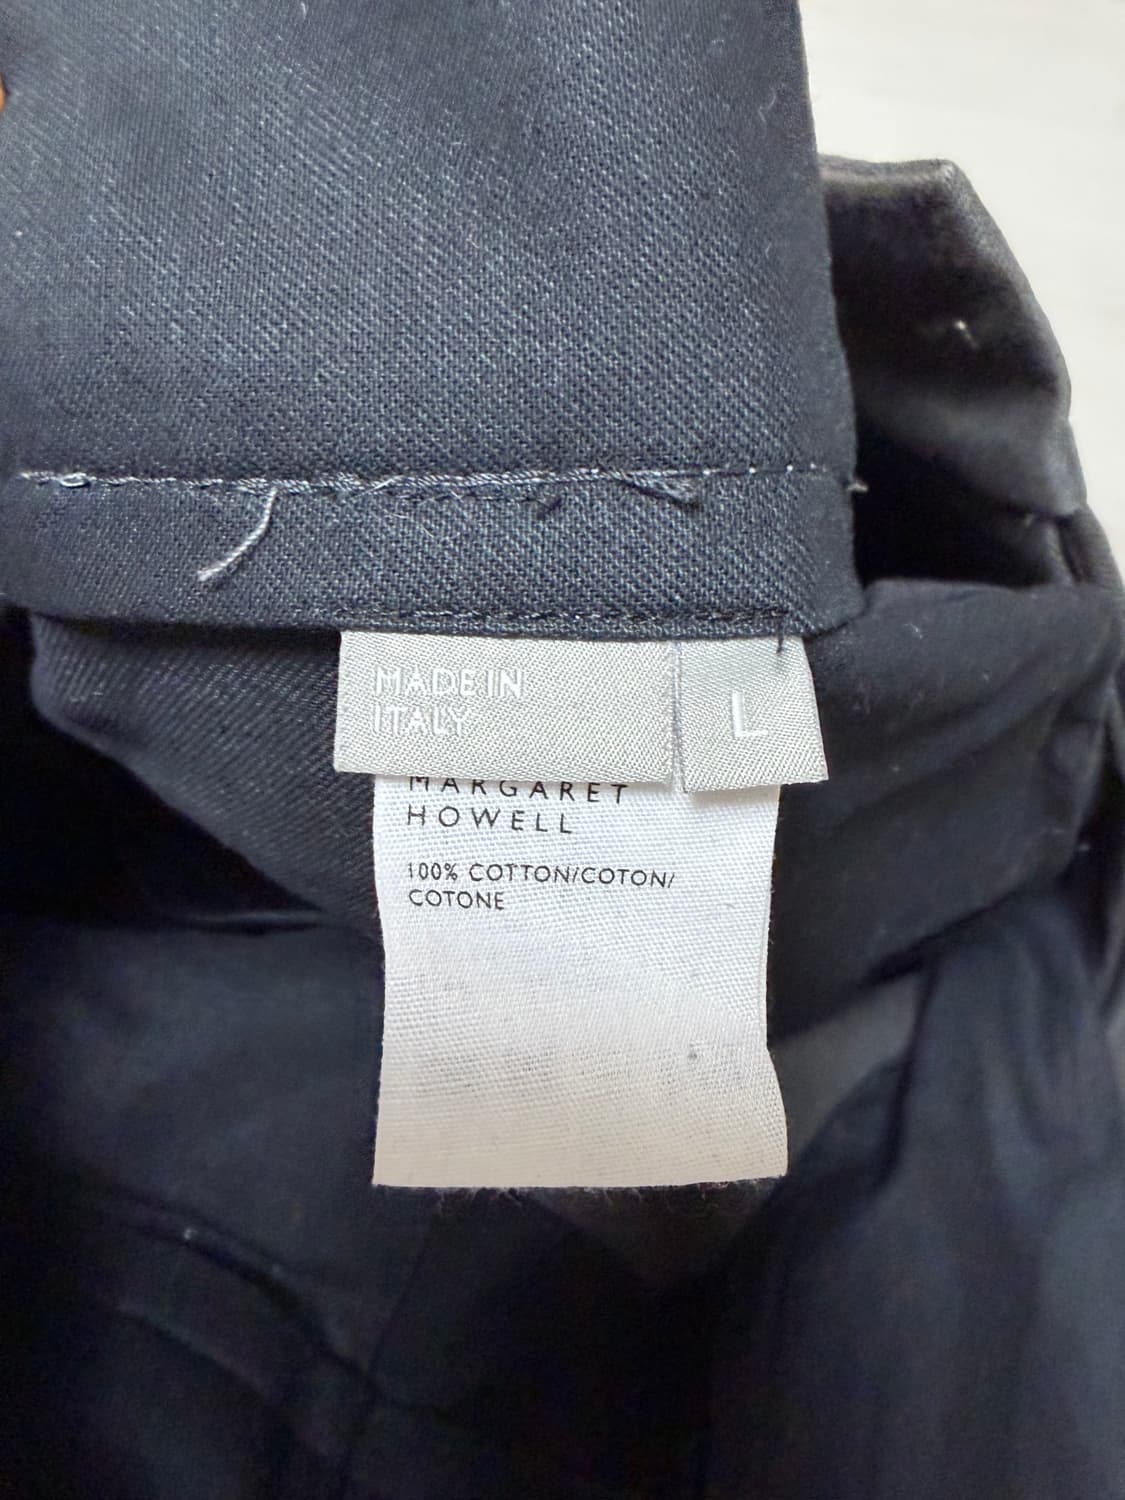 MADE IN
ITALY
L
MARGARET
HOWELL
100% COTTON/COTON/
COTONE